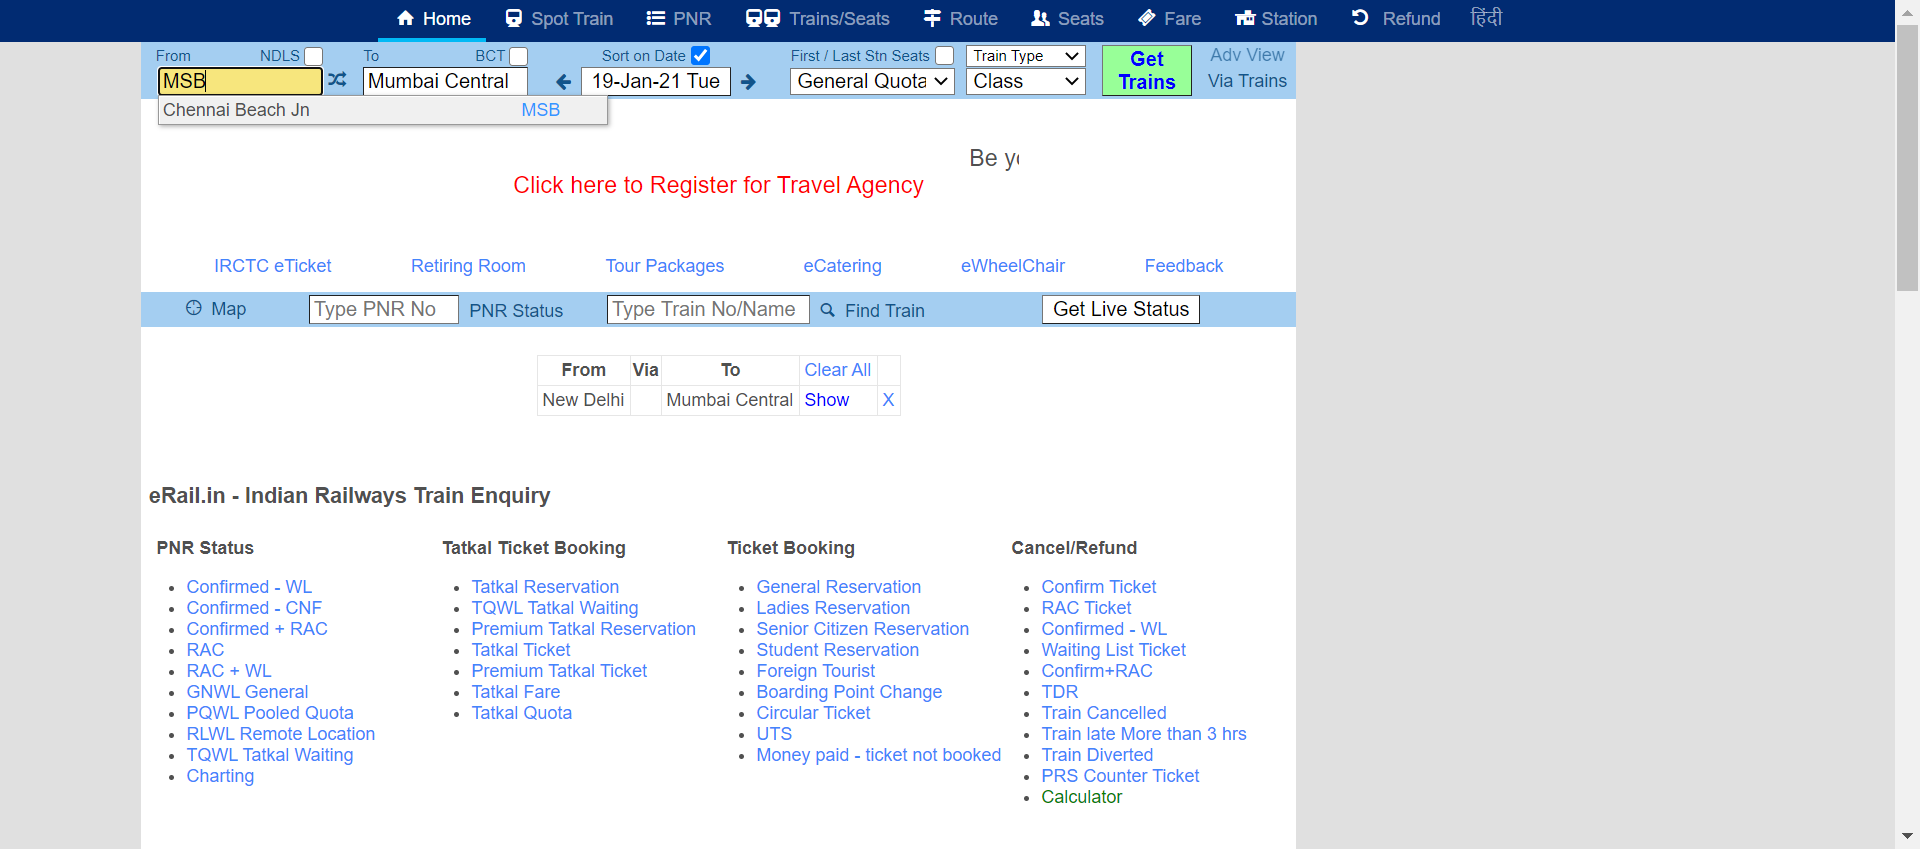 Home Spot Train PNR Trains/Seats Route Seats Fare Station Refund हिंदी
From NDLS To BCT Sort on Date First / Last Stn Seats Train Type Get Trains Adv View
MSB Mumbai Central 19-Jan-21 Tue General Quota Class Via Trains
Chennai Beach Jn MSB
Be yo
Click here to Register for Travel Agency
IRCTC eTicket Retiring Room Tour Packages eCatering eWheelChair Feedback
Map Type PNR No PNR Status Type Train No/Name Find Train Get Live Status
From Via To Clear All
New Delhi Mumbai Central Show X
eRail.in - Indian Railways Train Enquiry
PNR Status
Confirmed - WL
Confirmed - CNF
Confirmed + RAC
RAC
RAC + WL
GNWL General
PQWL Pooled Quota
RLWL Remote Location
TQWL Tatkal Waiting
Charting
Tatkal Ticket Booking
Tatkal Reservation
TQWL Tatkal Waiting
Premium Tatkal Reservation
Tatkal Ticket
Premium Tatkal Ticket
Tatkal Fare
Tatkal Quota
Ticket Booking
General Reservation
Ladies Reservation
Senior Citizen Reservation
Student Reservation
Foreign Tourist
Boarding Point Change
Circular Ticket
UTS
Money paid - ticket not booked
Cancel/Refund
Confirm Ticket
RAC Ticket
Confirmed - WL
Waiting List Ticket
Confirm+RAC
TDR
Train Cancelled
Train late More than 3 hrs
Train Diverted
PRS Counter Ticket
Calculator